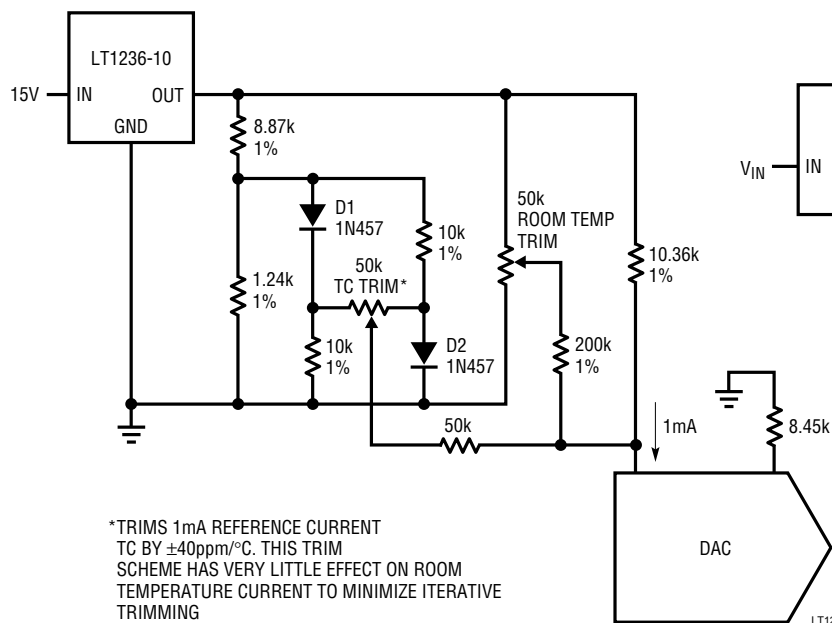 LT1236-10
15V
IN
OUT
GND
8.87k
1%
V_IN
IN
D1
1N457
10k
1%
50k
ROOM TEMP
TRIM
50k
TC TRIM*
1.24k
1%
10.36k
1%
10k
1%
D2
1N457
200k
1%
50k
1mA
8.45k
DAC
*TRIMS 1mA REFERENCE CURRENT
TC BY ±40ppm/°C. THIS TRIM
SCHEME HAS VERY LITTLE EFFECT ON ROOM
TEMPERATURE CURRENT TO MINIMIZE ITERATIVE
TRIMMING